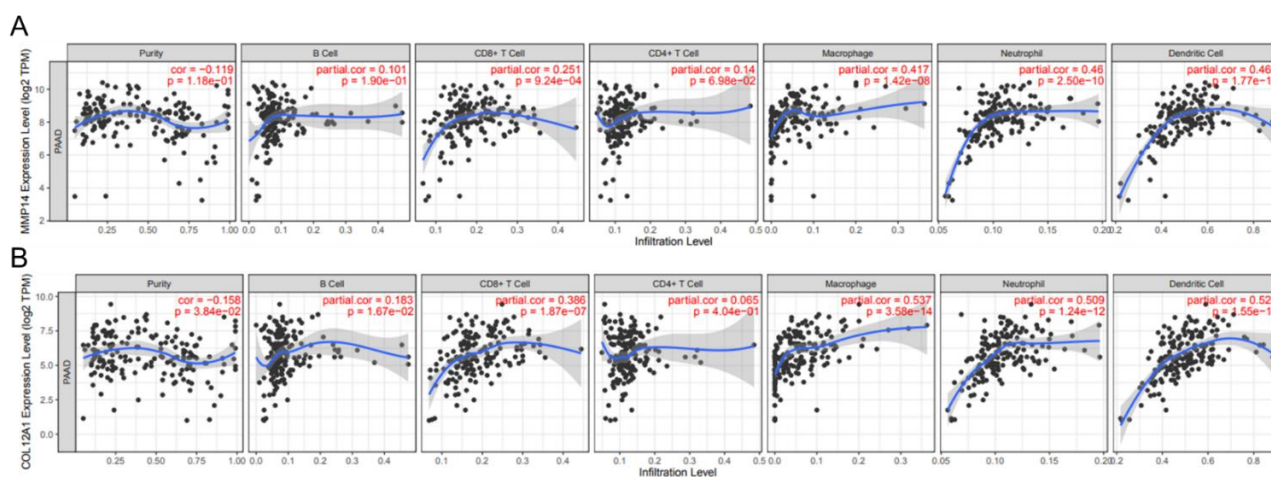 A
Purity B Cell CD8+ T Cell CD4+ T Cell Macrophage Neutrophil Dendritic Cell
cor = −0.119 partial.cor = 0.101 partial.cor = 0.251 partial.cor = 0.14 partial.cor = 0.417 partial.cor = 0.46 partial.cor = 0.46
p = 1.18e−01 p = 1.90e−01 p = 9.24e−04 p = 6.98e−02 p = 1.42e−08 p = 2.50e−10 p = 1.77e−1
MMP14 Expression Level (log2 TPM)
PAAD
10
8
6
4
2
0.25 0.50 0.75 1.00 0.0 0.1 0.2 0.3 0.4 0.1 0.2 0.3 0.4 0.1 0.2 0.3 0.4 0.5 0.0 0.1 0.2 0.3 0.05 0.10 0.15 0.20 0.2 0.4 0.6 0.8
Infiltration Level
B
Purity B Cell CD8+ T Cell CD4+ T Cell Macrophage Neutrophil Dendritic Cell
cor = −0.158 partial.cor = 0.183 partial.cor = 0.386 partial.cor = 0.065 partial.cor = 0.537 partial.cor = 0.509 partial.cor = 0.52
p = 3.84e−02 p = 1.67e−02 p = 1.87e−07 p = 4.04e−01 p = 3.58e−14 p = 1.24e−12 p = 1.55e−1
COL12A1 Expression Level (log2 TPM)
PAAD
10.0
7.5
5.0
2.5
0.0
0.25 0.50 0.75 1.00 0.0 0.1 0.2 0.3 0.4 0.1 0.2 0.3 0.4 0.1 0.2 0.3 0.4 0.5 0.0 0.1 0.2 0.3 0.05 0.10 0.15 0.20 0.2 0.4 0.6 0.8
Infiltration Level